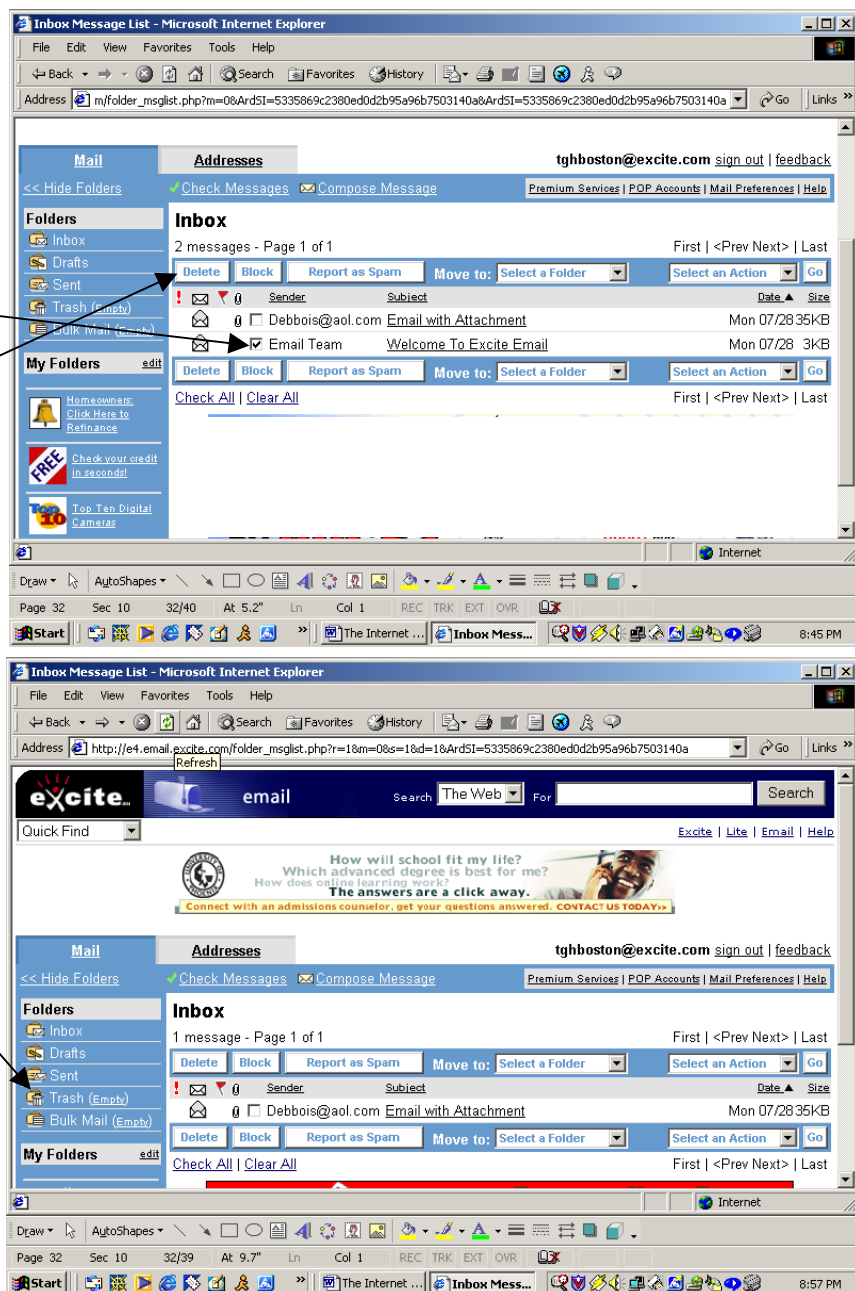 Inbox Message List - Microsoft Internet Explorer
File Edit View Favorites Tools Help
Back Search Favorites History
Address m/folder_msglist.php?m=0&ArdSI=5335869c2380ed0d2b95a96b7503140a&ArdSI=5335869c2380ed0d2b95a96b7503140a Go Links »
Mail Addresses tghboston@excite.com sign out | feedback
<< Hide Folders Check Messages Compose Message Premium Services | POP Accounts | Mail Preferences | Help
Folders Inbox
Inbox 2 messages - Page 1 of 1 First | <Prev Next> | Last
Drafts Delete Block Report as Spam Move to: Select a Folder Select an Action Go
Sent
Trash (Empty) ! Sender Subject Date Size
Debbois@aol.com Email with Attachment Mon 07/28 35KB
Bulk Mail (Empty)
Email Team Welcome To Excite Email Mon 07/28 3KB
My Folders edit Delete Block Report as Spam Move to: Select a Folder Select an Action Go
Check All | Clear All First | <Prev Next> | Last
Homeowners:
Click Here to
Refinance
FREE Check your credit
in seconds!
Top 10 Top Ten Digital
Cameras
Internet
Draw AutoShapes
Page 32 Sec 10 32/40 At 5.2" Ln Col 1 REC TRK EXT OVR
Start » The Internet ... Inbox Mess... 8:45 PM
Inbox Message List - Microsoft Internet Explorer
File Edit View Favorites Tools Help
Back Search Favorites History
Address http://e4.email.excite.com/folder_msglist.php?r=1&m=0&s=1&d=1&ArdSI=5335869c2380ed0d2b95a96b7503140a Go Links »
Refresh
excite email Search The Web For Search
Quick Find Excite | Lite | Email | Help
How will school fit my life?
Which advanced degree is best for me?
How does online learning work?
The answers are a click away.
Connect with an admissions counselor, get your questions answered. CONTACT US TODAY>>
Mail Addresses tghboston@excite.com sign out | feedback
<< Hide Folders Check Messages Compose Message Premium Services | POP Accounts | Mail Preferences | Help
Folders Inbox
Inbox 1 message - Page 1 of 1 First | <Prev Next> | Last
Drafts Delete Block Report as Spam Move to: Select a Folder Select an Action Go
Sent
Trash (Empty) ! Sender Subject Date Size
Bulk Mail (Empty) Debbois@aol.com Email with Attachment Mon 07/28 35KB
Delete Block Report as Spam Move to: Select a Folder Select an Action Go
My Folders edit Check All | Clear All First | <Prev Next> | Last
Internet
Draw AutoShapes
Page 32 Sec 10 32/39 At 9.7" Ln Col 1 REC TRK EXT OVR
Start » The Internet ... Inbox Mess... 8:57 PM